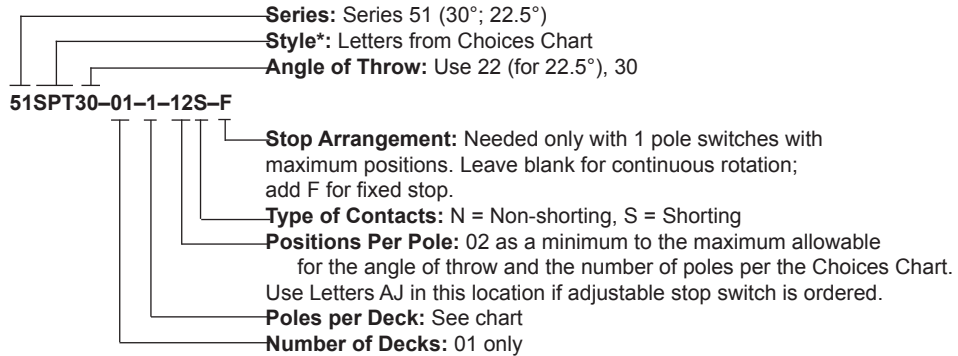 Series: Series 51 (30°; 22.5°)
Style*: Letters from Choices Chart
Angle of Throw: Use 22 (for 22.5°), 30
51SPT30–01–1–12S–F
Stop Arrangement: Needed only with 1 pole switches with
maximum positions. Leave blank for continuous rotation;
add F for fixed stop.
Type of Contacts: N = Non-shorting, S = Shorting
Positions Per Pole: 02 as a minimum to the maximum allowable
for the angle of throw and the number of poles per the Choices Chart.
Use Letters AJ in this location if adjustable stop switch is ordered.
Poles per Deck: See chart
Number of Decks: 01 only